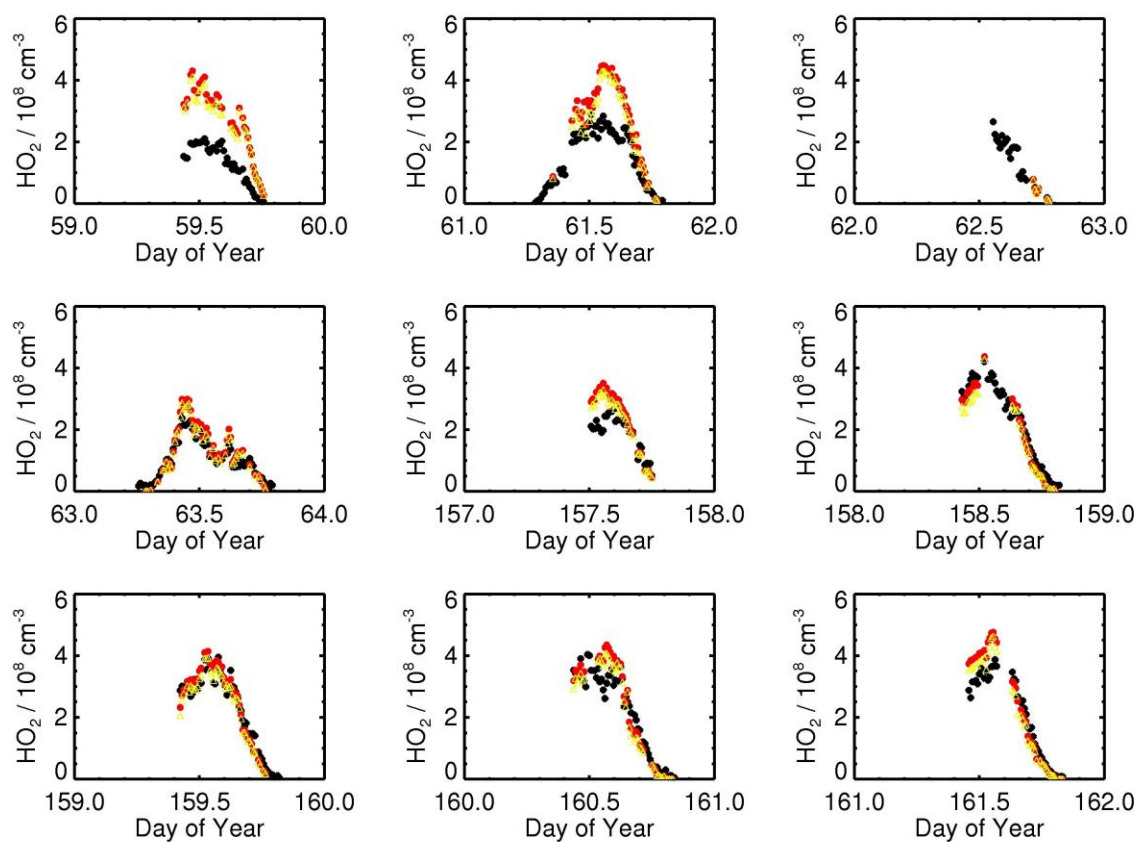 6
4
2
0
HO2 / 10^8 cm^-3
59.0 59.5 60.0
Day of Year
6
4
2
0
HO2 / 10^8 cm^-3
61.0 61.5 62.0
Day of Year
6
4
2
0
HO2 / 10^8 cm^-3
62.0 62.5 63.0
Day of Year
6
4
2
0
HO2 / 10^8 cm^-3
63.0 63.5 64.0
Day of Year
6
4
2
0
HO2 / 10^8 cm^-3
157.0 157.5 158.0
Day of Year
6
4
2
0
HO2 / 10^8 cm^-3
158.0 158.5 159.0
Day of Year
6
4
2
0
HO2 / 10^8 cm^-3
159.0 159.5 160.0
Day of Year
6
4
2
0
HO2 / 10^8 cm^-3
160.0 160.5 161.0
Day of Year
6
4
2
0
HO2 / 10^8 cm^-3
161.0 161.5 162.0
Day of Year